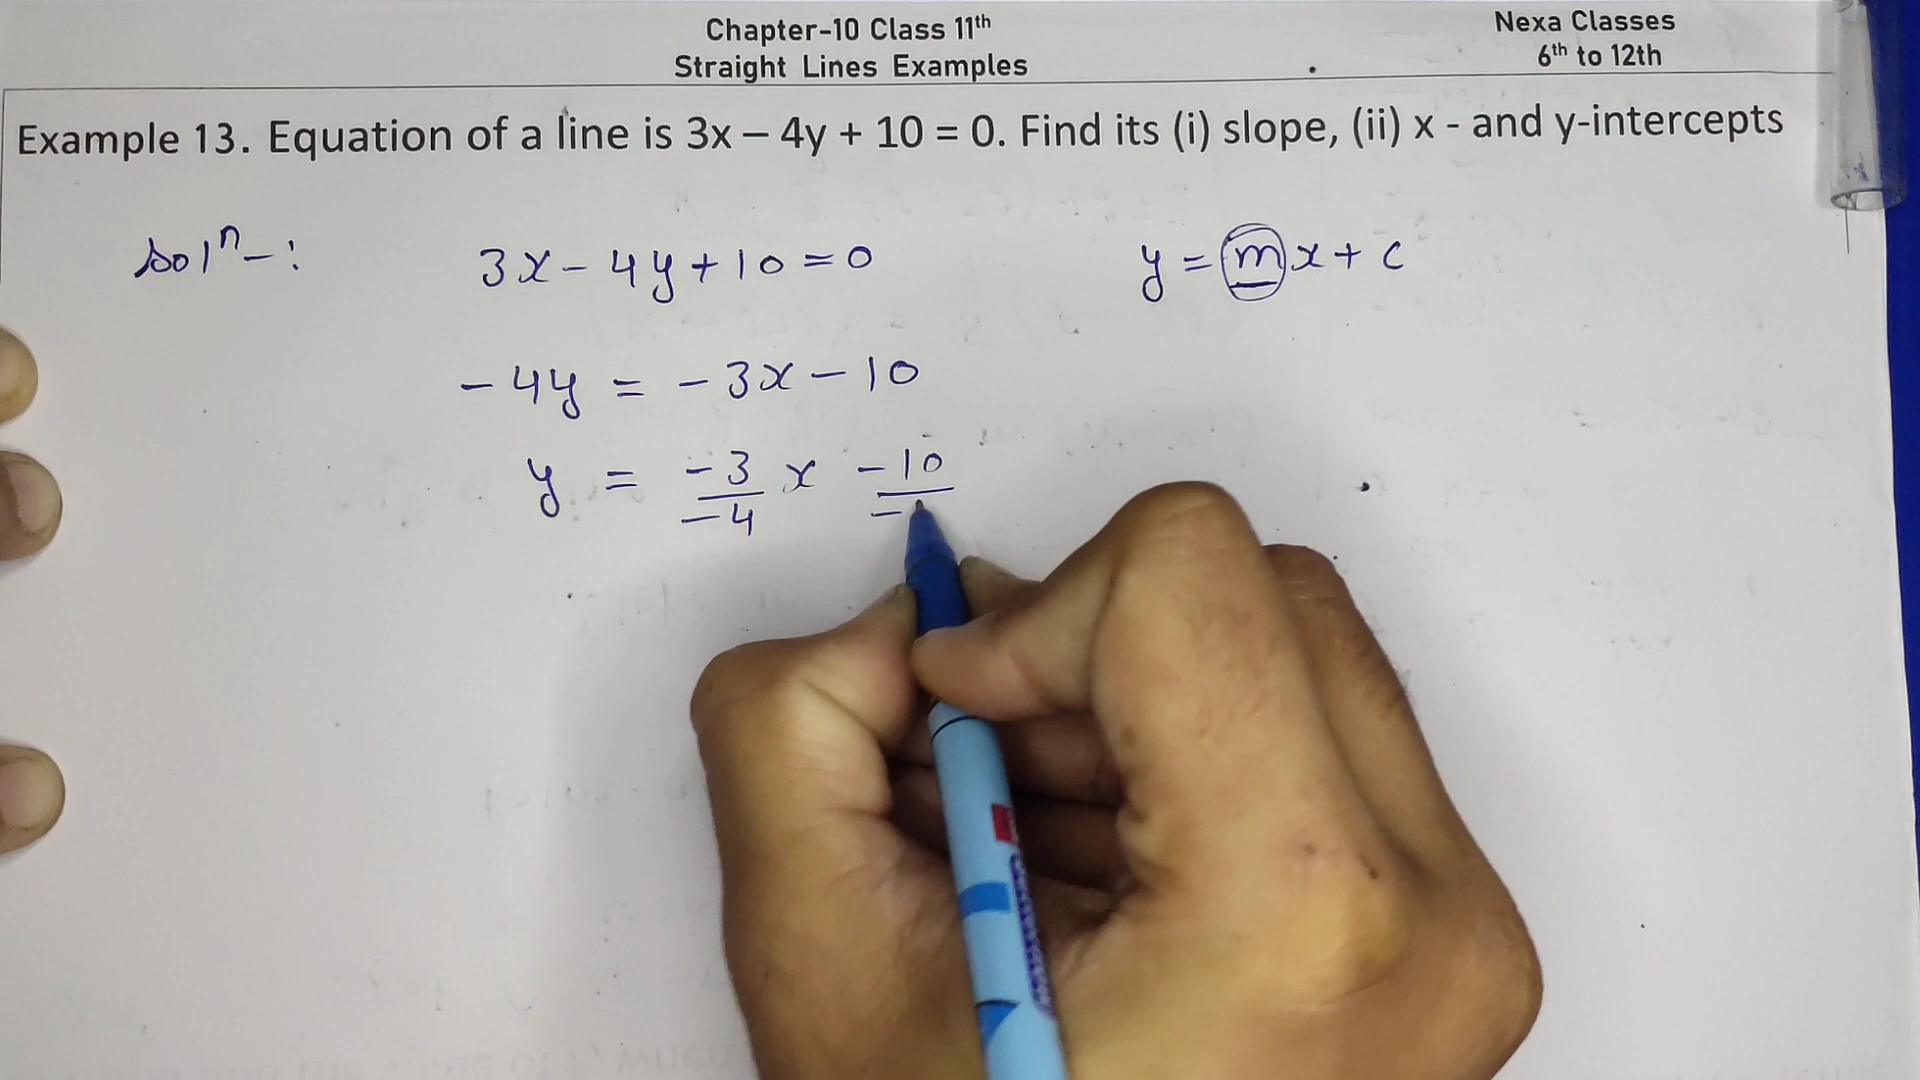 Chapter-10 Class 11th
Straight Lines Examples
Nexa Classes
6th to 12th
Example 13. Equation of a line is 3x – 4y + 10 = 0. Find its (i) slope, (ii) x - and y-intercepts
Solⁿ-:
3x - 4y + 10 = 0
y = mx + c
-4y = -3x - 10
y = -3/-4 x -10/-